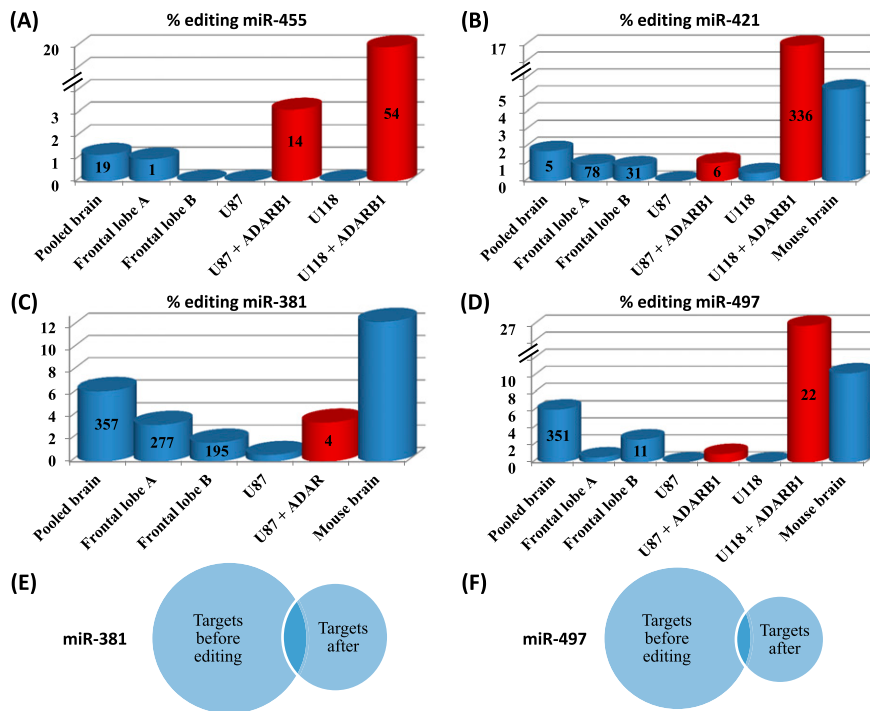 (A)
% editing miR-455
20
3
2
1
0
19
1
14
54
Pooled brain
Frontal lobe A
Frontal lobe B
U87
U87 + ADARB1
U118
U118 + ADARB1
(B)
% editing miR-421
17
5
4
3
2
1
0
5
78
31
6
336
Pooled brain
Frontal lobe A
Frontal lobe B
U87
U87 + ADARB1
U118
U118 + ADARB1
Mouse brain
(C)
% editing miR-381
12
10
8
6
4
2
0
357
277
195
4
Pooled brain
Frontal lobe A
Frontal lobe B
U87
U87 + ADAR
Mouse brain
(D)
% editing miR-497
27
10
8
6
4
2
0
351
11
22
Pooled brain
Frontal lobe A
Frontal lobe B
U87
U87 + ADARB1
U118
U118 + ADARB1
Mouse brain
(E)
miR-381
Targets
before
editing
Targets
after
(F)
miR-497
Targets
before
editing
Targets
after